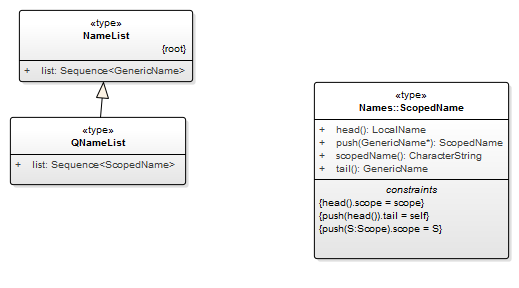 «type»
NameList
{root}
+ list: Sequence<GenericName>
«type»
QNameList
+ list: Sequence<ScopedName>
«type»
Names::ScopedName
+ head(): LocalName
+ push(GenericName*): ScopedName
+ scopedName(): CharacterString
+ tail(): GenericName
constraints
{head().scope = scope}
{push(head()).tail = self}
{push(S:Scope).scope = S}